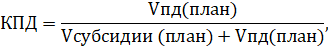 КПД = Vпд(план) / (Vсубсидии (план) + Vпд(план)),